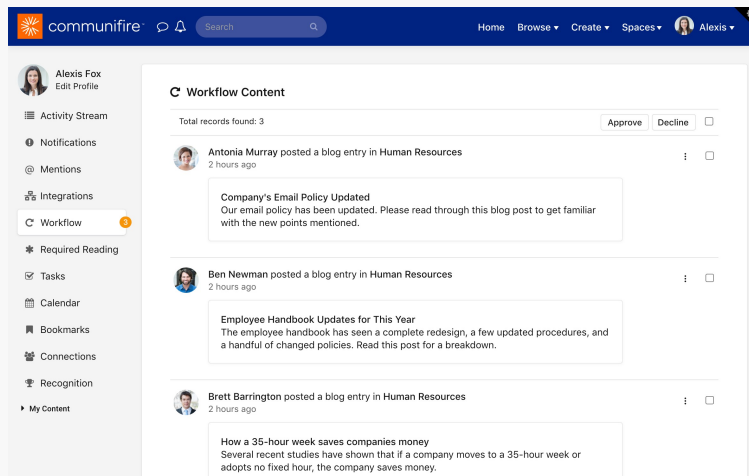 communifire
Search
Home Browse Create Spaces Alexis
Alexis Fox
Edit Profile
Activity Stream
Notifications
Mentions
Integrations
Workflow 3
Required Reading
Tasks
Calendar
Bookmarks
Connections
Recognition
My Content
Workflow Content
Total records found: 3
Approve Decline
Antonia Murray posted a blog entry in Human Resources
2 hours ago
Company's Email Policy Updated
Our email policy has been updated. Please read through this blog post to get familiar
with the new points mentioned.
Ben Newman posted a blog entry in Human Resources
2 hours ago
Employee Handbook Updates for This Year
The employee handbook has seen a complete redesign, a few updated procedures, and
a handful of changed policies. Read this post for a breakdown.
Brett Barrington posted a blog entry in Human Resources
2 hours ago
How a 35-hour week saves companies money
Several recent studies have shown that if a company moves to a 35-hour week or
adopts no fixed hour, the company saves money.